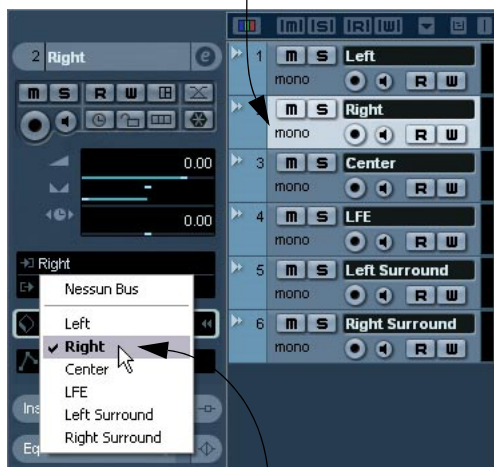 2 Right e
m S R W
0.00
0.00
Right
Nessun Bus
Left
Right
Center
LFE
Left Surround
Right Surround
Ins
Eq
[m] [S] [R] [W]
1 m S Left
mono R W
m S Right
mono R W
3 m S Center
mono R W
4 m S LFE
mono R W
5 m S Left Surround
mono R W
6 m S Right Surround
mono R W